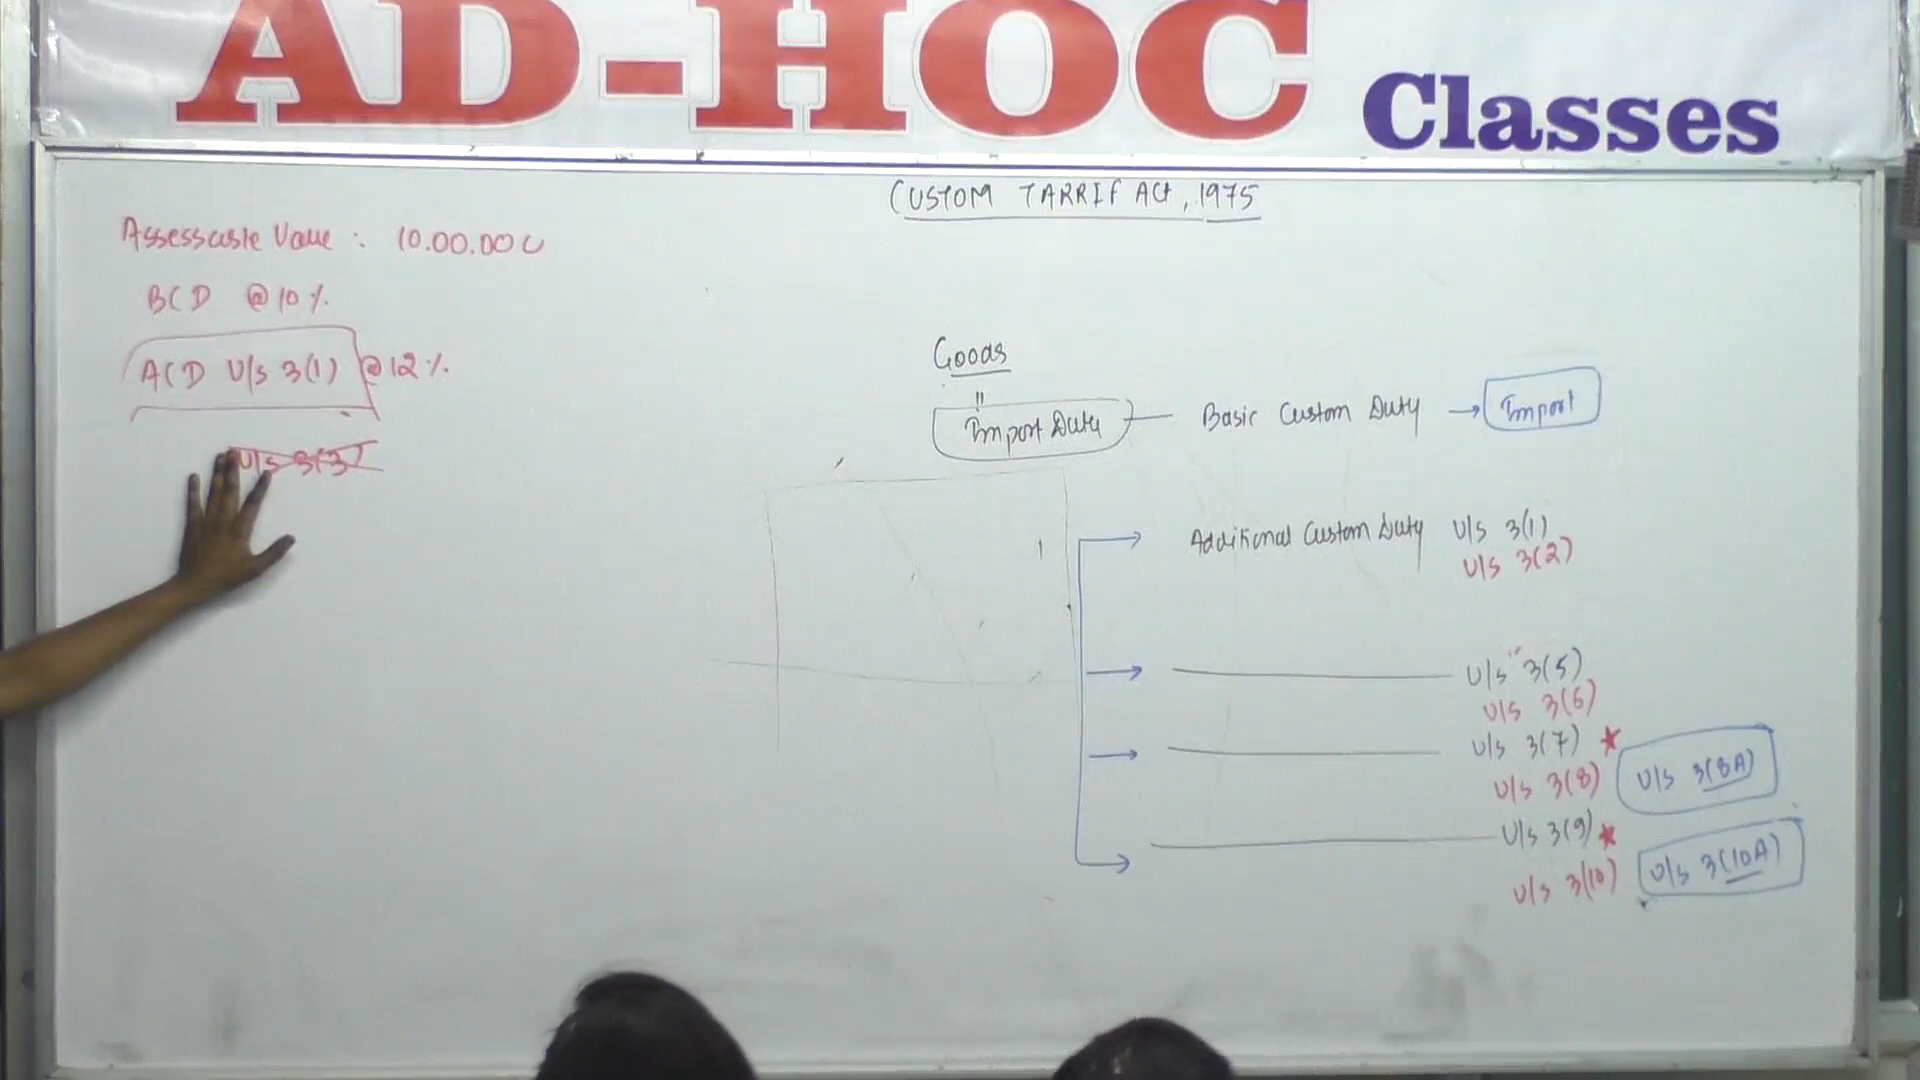 AD-HOC Classes
CUSTOM TARRIF ACT, 1975
Assessable Value : 10.00.000
BCD @ 10 %
ACD U/s 3(1) @ 12 %
U/s 3(3)
Goods
Import Duty — Basic Custom Duty → Import
Additional Custom Duty U/s 3(1)
U/s 3(2)
U/s 3(5)
U/s 3(6)
U/s 3(7)
U/s 3(8) U/s 3(8A)
U/s 3(9)
U/s 3(10) U/s 3(10A)